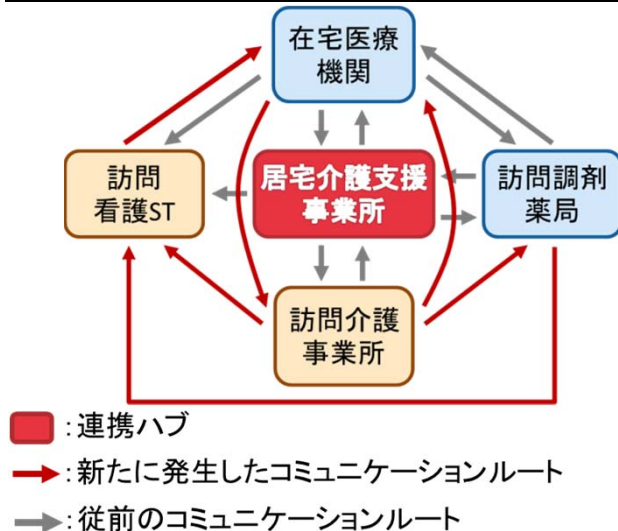 在宅医療
機関
訪問
看護ST
居宅介護支援
事業所
訪問調剤
薬局
訪問介護
事業所
:連携ハブ
:新たに発生したコミュニケーションルート
:従前のコミュニケーションルート